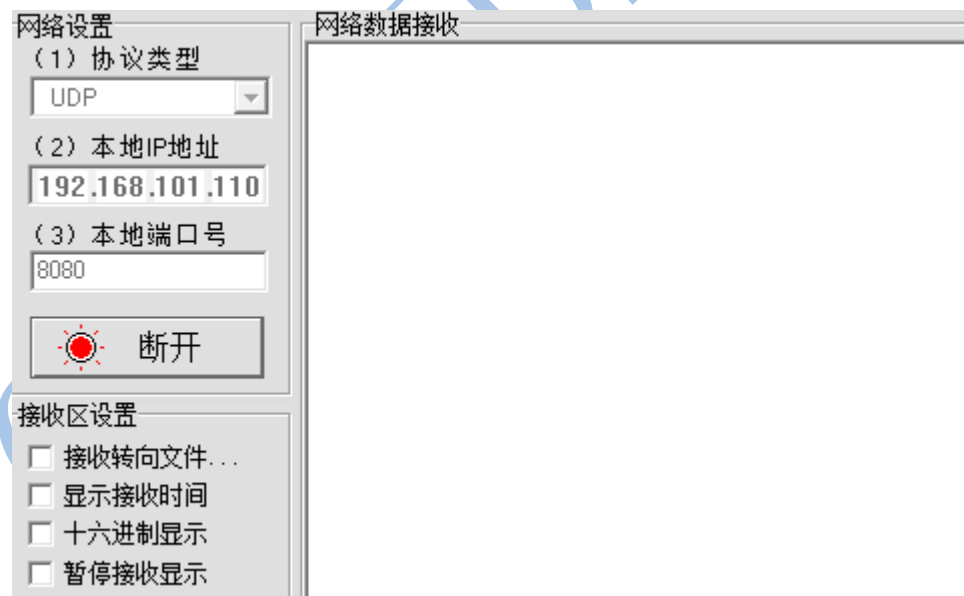 网络设置
（1）协议类型
UDP
（2）本地IP地址
192.168.101.110
（3）本地端口号
8080
断开
接收区设置
接收转向文件...
显示接收时间
十六进制显示
暂停接收显示
网络数据接收